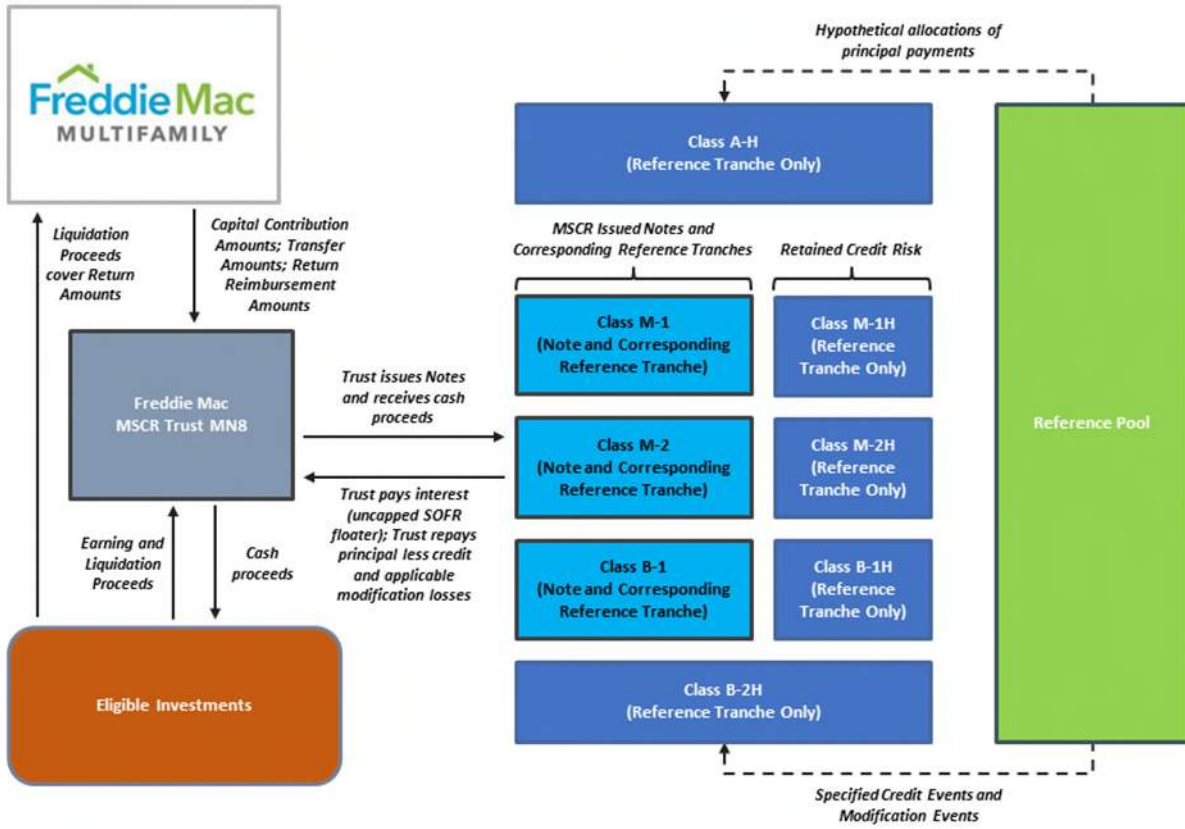 Freddie Mac
MULTIFAMILY
Hypothetical allocations of
principal payments
Class A-H
(Reference Tranche Only)
Liquidation
Proceeds
cover Return
Amounts
Capital Contribution
Amounts; Transfer
Amounts; Return
Reimbursement
Amounts
MSCR Issued Notes and
Corresponding Reference Tranches
Retained Credit Risk
Class M-1
(Note and Corresponding
Reference Tranche)
Class M-1H
(Reference
Tranche Only)
Freddie Mac
MSCR Trust MN8
Trust issues Notes
and receives cash
proceeds
Class M-2
(Note and Corresponding
Reference Tranche)
Class M-2H
(Reference
Tranche Only)
Reference Pool
Trust pays interest
(uncapped SOFR
floater); Trust repays
principal less credit
and applicable
modification losses
Earning and
Liquidation
Proceeds
Cash
proceeds
Class B-1
(Note and Corresponding
Reference Tranche)
Class B-1H
(Reference
Tranche Only)
Eligible Investments
Class B-2H
(Reference Tranche Only)
Specified Credit Events and
Modification Events